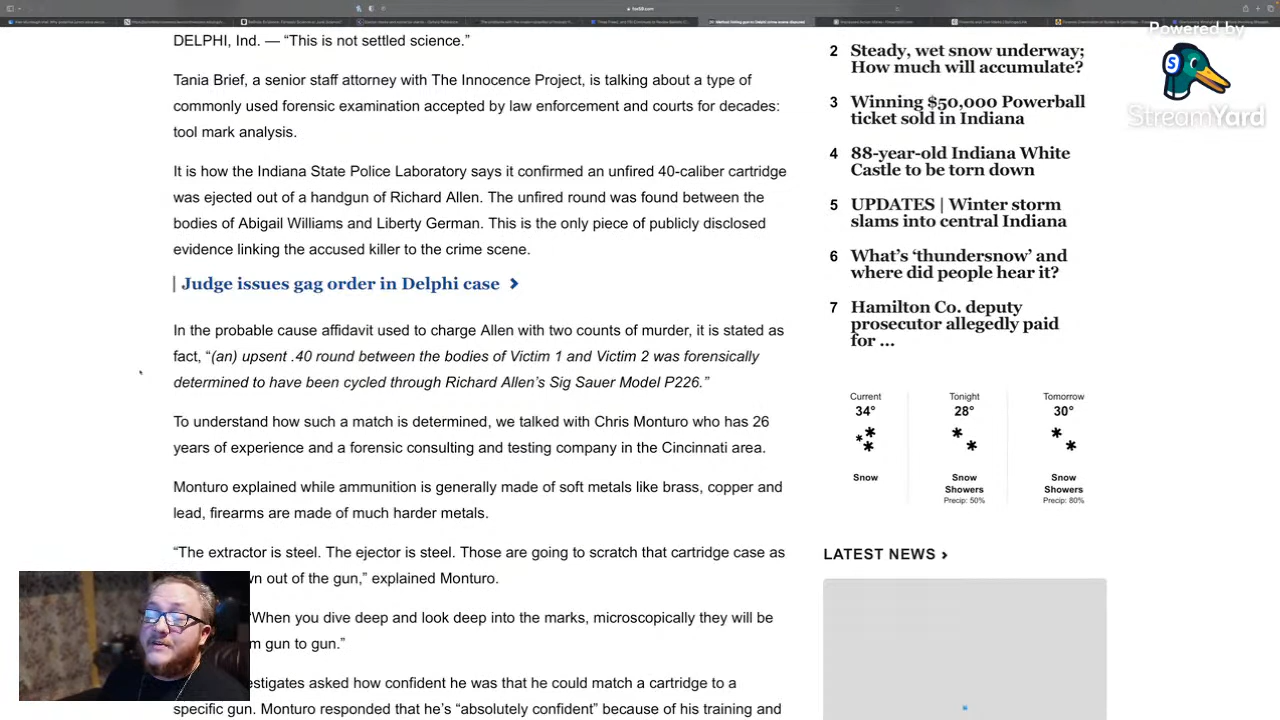 fox59.com
Powered by
S
StreamYard
DELPHI, Ind. — “This is not settled science.”
Tania Brief, a senior staff attorney with The Innocence Project, is talking about a type of
commonly used forensic examination accepted by law enforcement and courts for decades:
tool mark analysis.
It is how the Indiana State Police Laboratory says it confirmed an unfired 40-caliber cartridge
was ejected out of a handgun of Richard Allen. The unfired round was found between the
bodies of Abigail Williams and Liberty German. This is the only piece of publicly disclosed
evidence linking the accused killer to the crime scene.
Judge issues gag order in Delphi case
In the probable cause affidavit used to charge Allen with two counts of murder, it is stated as
fact, “(an) upsent .40 round between the bodies of Victim 1 and Victim 2 was forensically
determined to have been cycled through Richard Allen’s Sig Sauer Model P226.”
To understand how such a match is determined, we talked with Chris Monturo who has 26
years of experience and a forensic consulting and testing company in the Cincinnati area.
Monturo explained while ammunition is generally made of soft metals like brass, copper and
lead, firearms are made of much harder metals.
“The extractor is steel. The ejector is steel. Those are going to scratch that cartridge case as
n out of the gun,” explained Monturo.
“When you dive deep and look deep into the marks, microscopically they will be
m gun to gun.”
estigates asked how confident he was that he could match a cartridge to a
specific gun. Monturo responded that he’s “absolutely confident” because of his training and
2 Steady, wet snow underway;
How much will accumulate?
3 Winning $50,000 Powerball
ticket sold in Indiana
4 88-year-old Indiana White
Castle to be torn down
5 UPDATES | Winter storm
slams into central Indiana
6 What’s ‘thundersnow’ and
where did people hear it?
7 Hamilton Co. deputy
prosecutor allegedly paid
for ...
Current Tonight Tomorrow
34° 28° 30°
Snow Snow Snow
Showers Showers
Precip: 50% Precip: 80%
LATEST NEWS ›